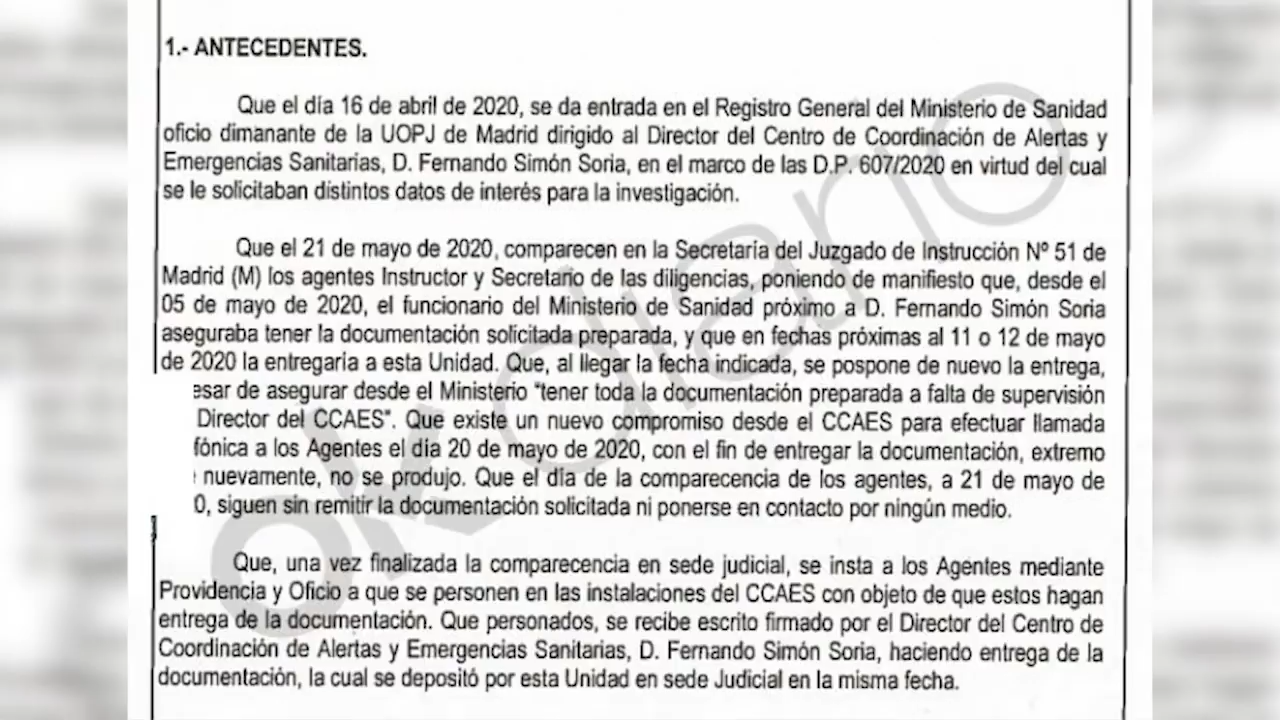 1.- ANTECEDENTES.
Que el día 16 de abril de 2020, se da entrada en el Registro General del Ministerio de Sanidad
oficio dimanante de la UOPJ de Madrid dirigido al Director del Centro de Coordinación de Alertas y
Emergencias Sanitarias, D. Fernando Simón Soria, en el marco de las D.P. 607/2020 en virtud del cual
se le solicitaban distintos datos de interés para la investigación.
Que el 21 de mayo de 2020, comparecen en la Secretaría del Juzgado de Instrucción Nº 51 de
Madrid (M) los agentes Instructor y Secretario de las diligencias, poniendo de manifiesto que, desde el
05 de mayo de 2020, el funcionario del Ministerio de Sanidad próximo a D. Fernando Simón Soria
aseguraba tener la documentación solicitada preparada, y que en fechas próximas al 11 o 12 de mayo
de 2020 la entregaría a esta Unidad. Que, al llegar la fecha indicada, se pospone de nuevo la entrega,
esar de asegurar desde el Ministerio "tener toda la documentación preparada a falta de supervisión
Director del CCAES". Que existe un nuevo compromiso desde el CCAES para efectuar llamada
fónica a los Agentes el día 20 de mayo de 2020, con el fin de entregar la documentación, extremo
nuevamente, no se produjo. Que el día de la comparecencia de los agentes, a 21 de mayo de
0, siguen sin remitir la documentación solicitada ni ponerse en contacto por ningún medio.
Que, una vez finalizada la comparecencia en sede judicial, se insta a los Agentes mediante
Providencia y Oficio a que se personen en las instalaciones del CCAES con objeto de que estos hagan
entrega de la documentación. Que personados, se recibe escrito firmado por el Director del Centro de
Coordinación de Alertas y Emergencias Sanitarias, D. Fernando Simón Soria, haciendo entrega de la
documentación, la cual se depositó por esta Unidad en sede Judicial en la misma fecha.
okdiario